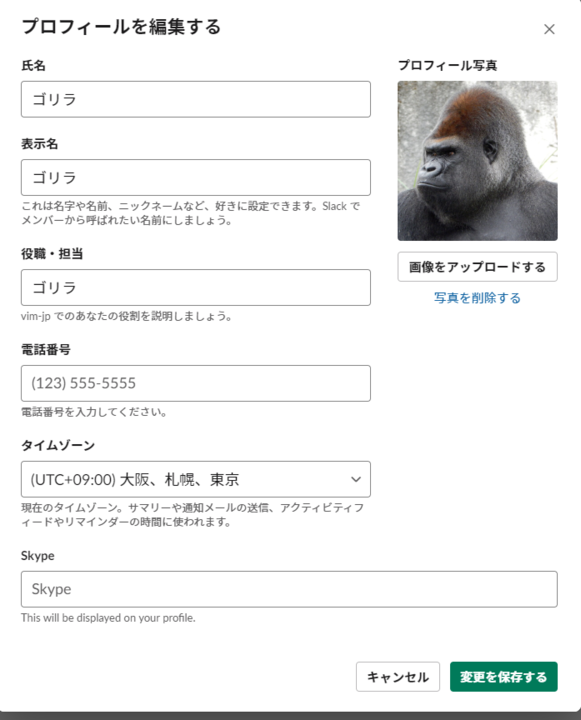 プロフィールを編集する
氏名
ゴリラ
表示名
ゴリラ
これは名字や名前、ニックネームなど、好きに設定できます。Slack で
メンバーから呼ばれたい名前にしましょう。
役職・担当
ゴリラ
vim-jp でのあなたの役割を説明しましょう。
電話番号
(123) 555-5555
電話番号を入力してください。
タイムゾーン
(UTC+09:00) 大阪、札幌、東京
現在のタイムゾーン。サマリーや通知メールの送信、アクティビティフ
ィードやリマインダーの時間に使われます。
Skype
Skype
This will be displayed on your profile.
プロフィール写真
画像をアップロードする
写真を削除する
キャンセル
変更を保存する